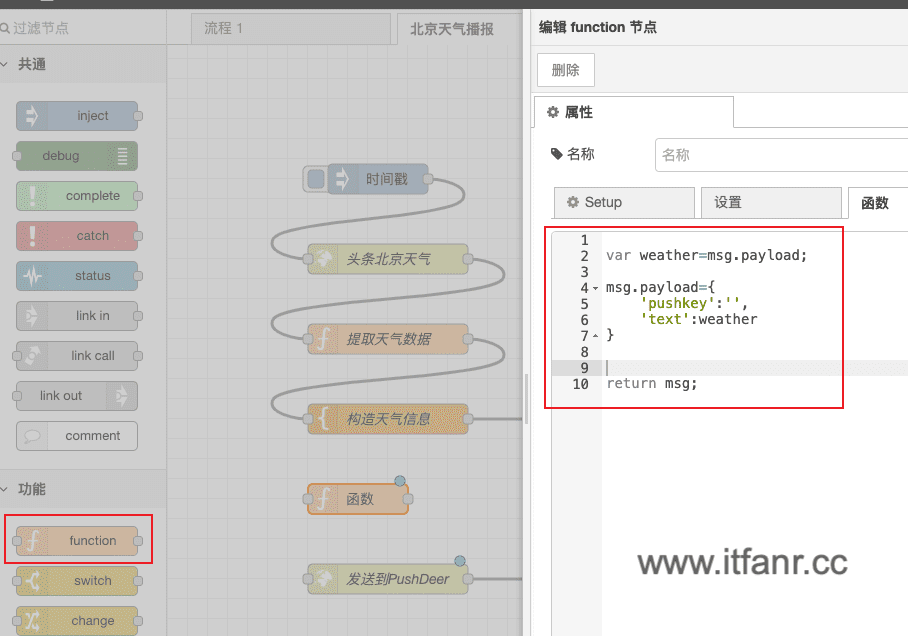 过滤节点
共通
inject
debug
complete
catch
status
link in
link call
link out
comment
功能
function
switch
change
流程 1
北京天气播报
时间戳
头条北京天气
提取天气数据
构造天气信息
函数
发送到PushDeer
编辑 function 节点
删除
属性
名称
名称
Setup
设置
函数
1
2 var weather=msg.payload;
3
4 msg.payload={
5 'pushkey':'',
6 'text':weather
7 }
8
9
10 return msg;
www.itfanr.cc